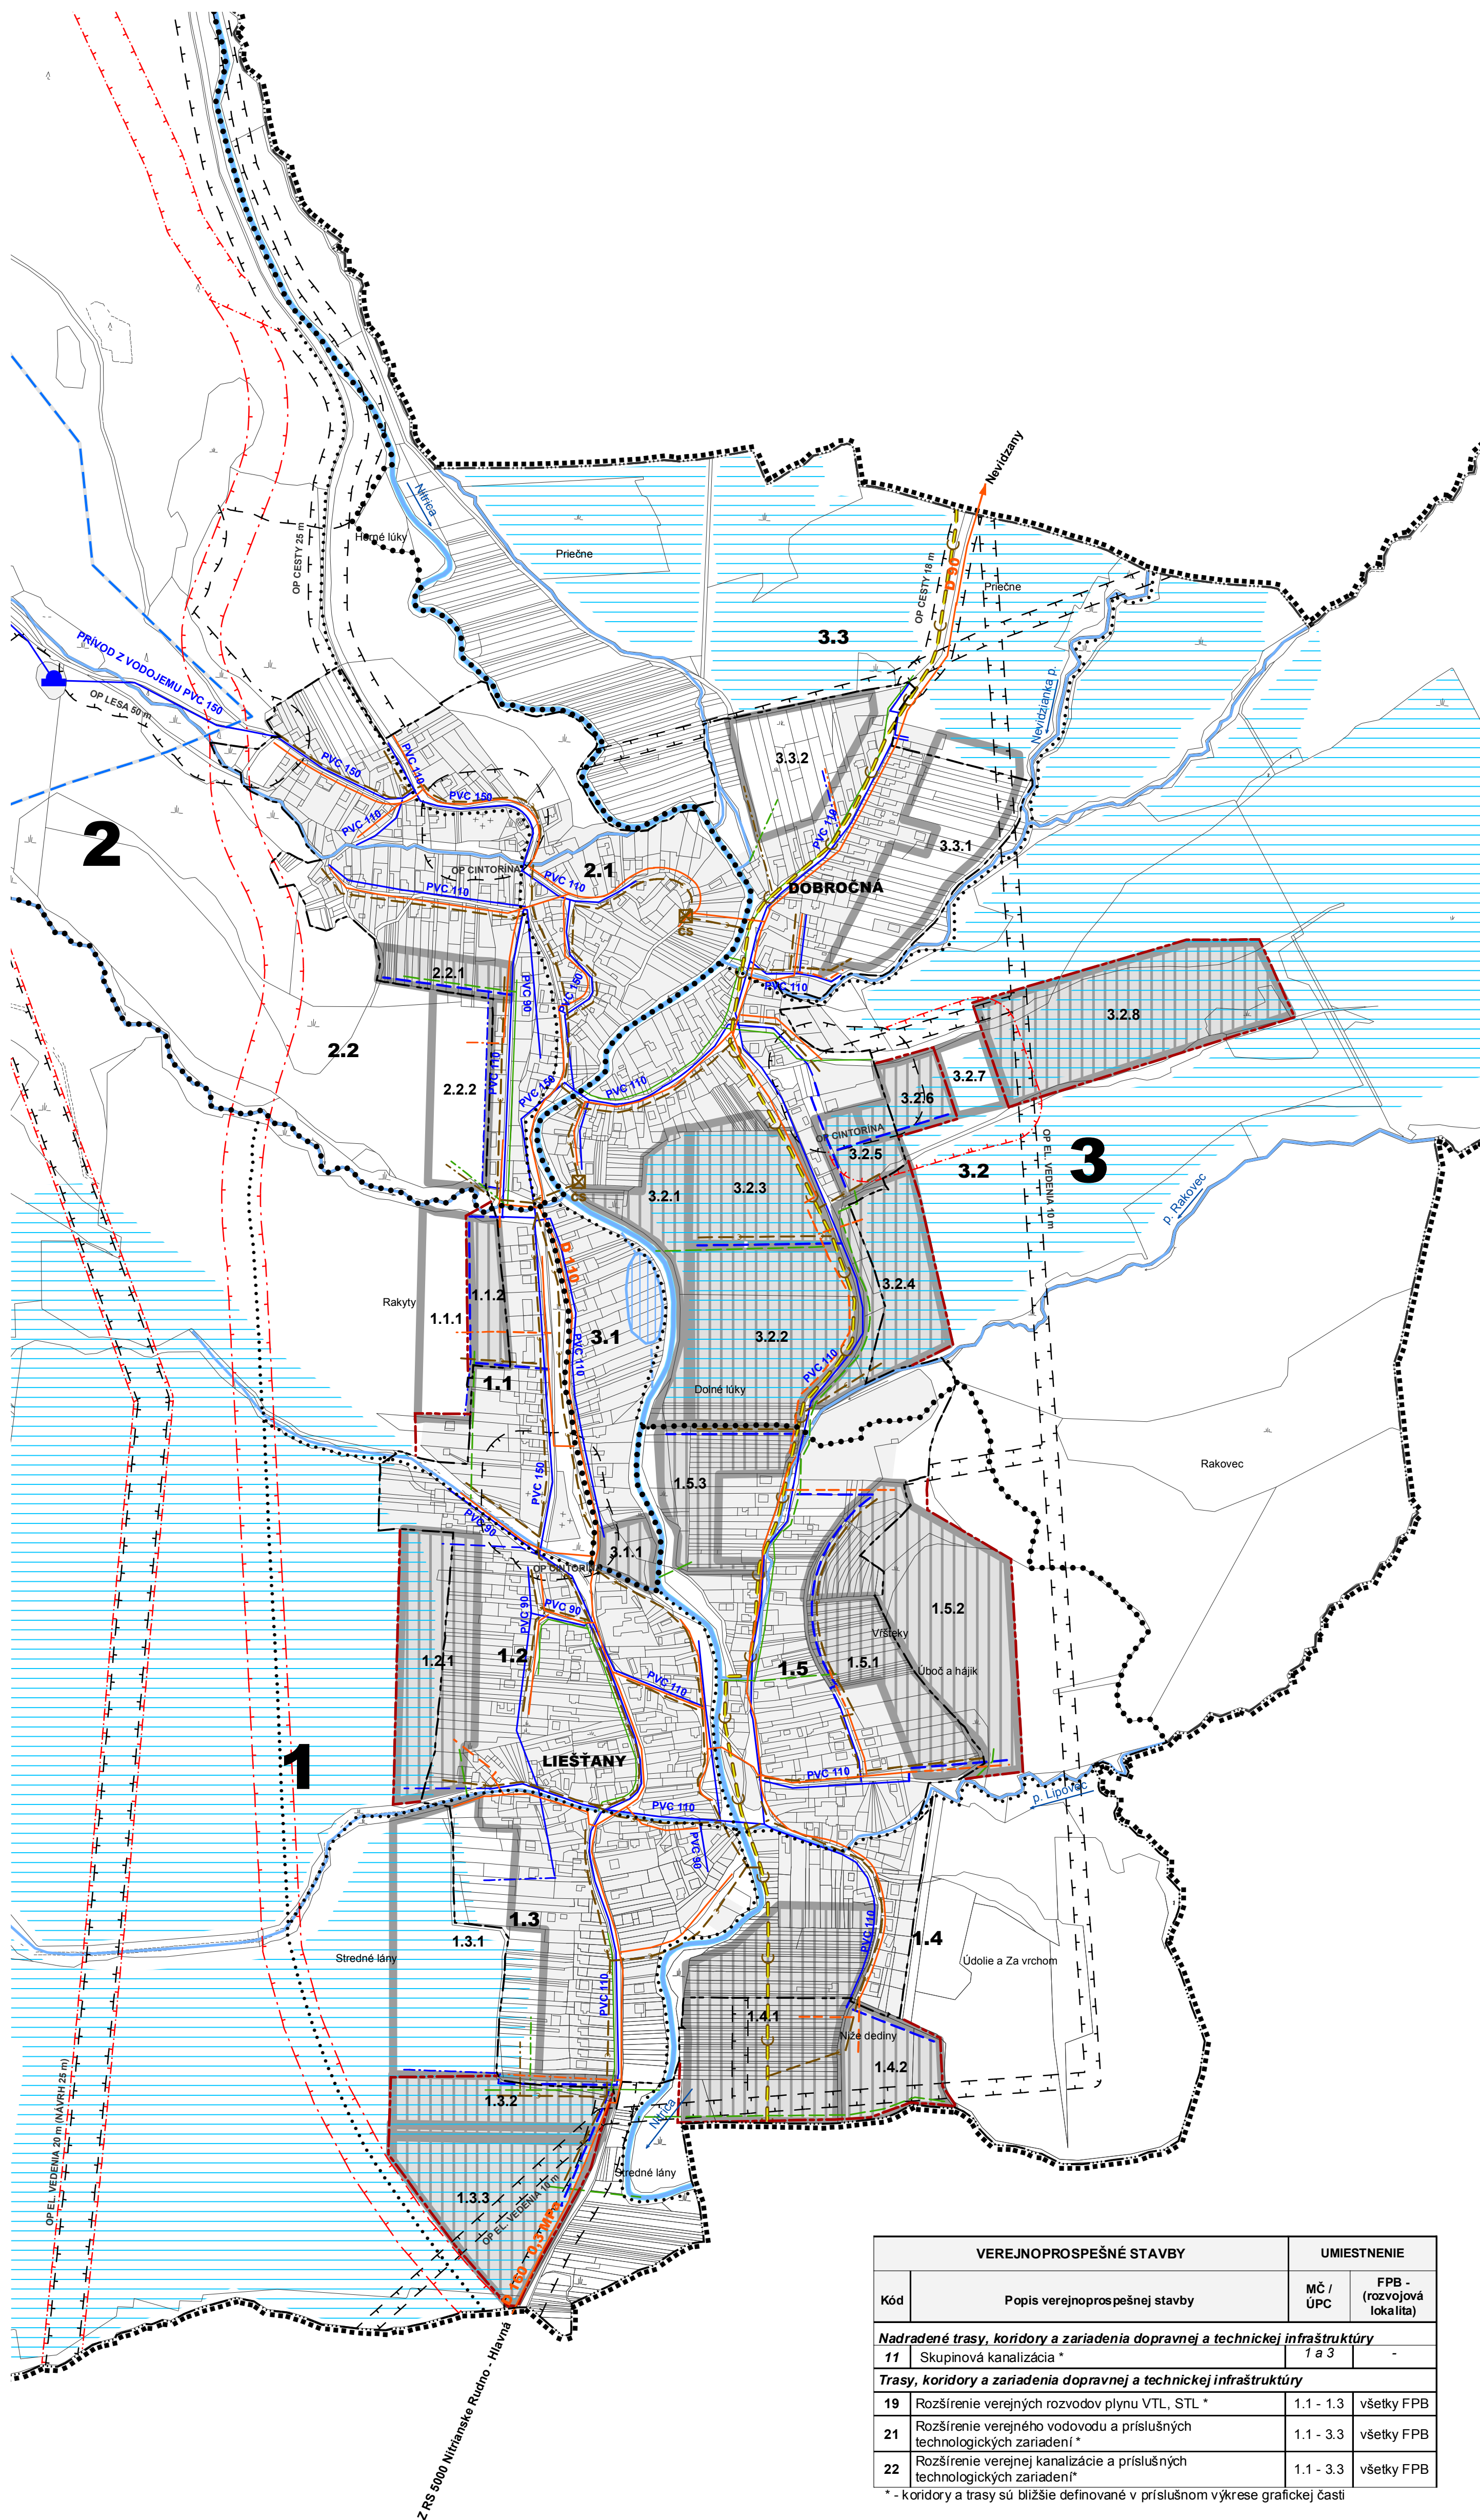 Nevidzany
Nitrica
Horné lúky
OP CESTY 25 m
Priečne
OP CESTY 18 m
D 90
Priečne
3.3
PRÍVOD Z VODOJEMU PVC 150
OP LESA 50 m
Nevidzianka p.
PVC 150
PVC 110
PVC 150
PVC 110
3.3.2
PVC 110
2
3.3.1
OP CINTORÍNA
2.1
PVC 110
PVC 110
DOBROČNÁ
ČS
2.2.1
PVC 90
PVC 150
PVC 110
3.2.8
2.2
3.2.7
2.2.2
PVC 110
PVC 150
PVC 110
3.2.6
OP CINTORÍNA
3.2.5
OP EL. VEDENIA 10 m
3
3.2
3.2.1
3.2.3
ČS
p. Rakovec
D 110
3.2.4
Rakyty
1.1.2
1.1.1
3.1
3.2.2
PVC 110
PVC 110
1.1
Dolné lúky
Rakovec
PVC 150
1.5.3
PVC 90
3.1.1
OP CINTORÍNA
PVC 90
PVC 90
1.5.2
Vŕšteky
1.2.1
1.2
1.5
1.5.1
Úboč a hájik
PVC 110
1
LIEŠŤANY
PVC 110
p. Lipovec
PVC 110
PVC 90
1.3
1.3.1
PVC 110
1.4
Stredné lány
Údolie a Za vrchom
PVC 110
1.4.1
Niže dediny
1.4.2
OP EL. VEDENIA 20 m (NÁVRH 25 m)
1.3.2
Nitrica
Stredné lány
1.3.3
OP EL. VEDENIA 10 m
D 160 0,3 MPa
Z RS 5000 Nitrianske Rudno - Hlavná
VEREJNOPROSPEŠNÉ STAVBY UMIESTNENIE
Kód Popis verejnoprospešnej stavby MČ / ÚPC FPB - (rozvojová lokalita)
Nadradené trasy, koridory a zariadenia dopravnej a technickej infraštruktúry
11 Skupinová kanalizácia * 1 a 3 -
Trasy, koridory a zariadenia dopravnej a technickej infraštruktúry
19 Rozšírenie verejných rozvodov plynu VTL, STL * 1.1 - 1.3 všetky FPB
21 Rozšírenie verejného vodovodu a príslušných technologických zariadení * 1.1 - 3.3 všetky FPB
22 Rozšírenie verejnej kanalizácie a príslušných technologických zariadení* 1.1 - 3.3 všetky FPB
* - koridory a trasy sú bližšie definované v príslušnom výkrese grafickej časti